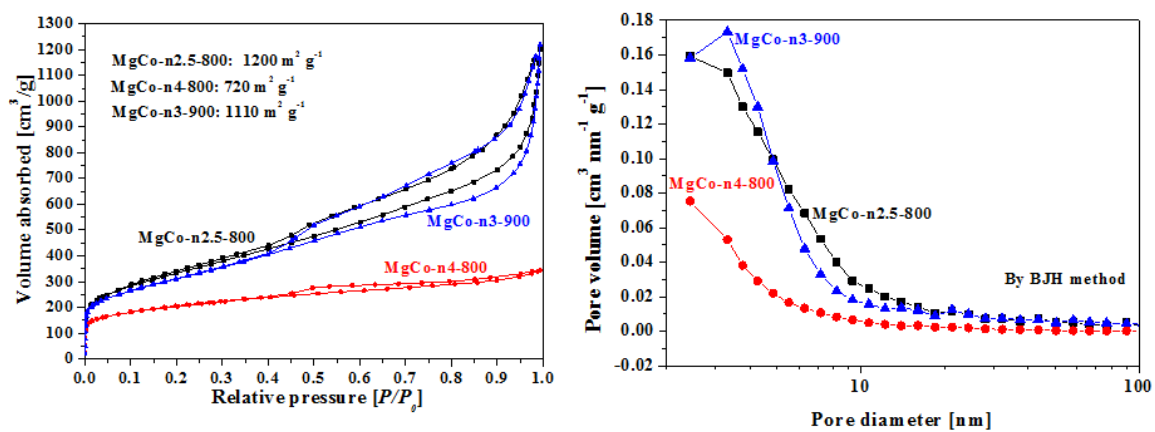 1300
1200
1100
1000
900
800
700
600
500
400
300
200
100
0
Volume absorbed [cm³/g]
MgCo-n2.5-800: 1200 m² g⁻¹
MgCo-n4-800: 720 m² g⁻¹
MgCo-n3-900: 1110 m² g⁻¹
MgCo-n2.5-800
MgCo-n3-900
MgCo-n4-800
0.0 0.1 0.2 0.3 0.4 0.5 0.6 0.7 0.8 0.9 1.0
Relative pressure [P/P₀]
0.18
0.16
0.14
0.12
0.10
0.08
0.06
0.04
0.02
0.00
-0.02
Pore volume [cm³ nm⁻¹ g⁻¹]
MgCo-n3-900
MgCo-n4-800
MgCo-n2.5-800
By BJH method
10 100
Pore diameter [nm]